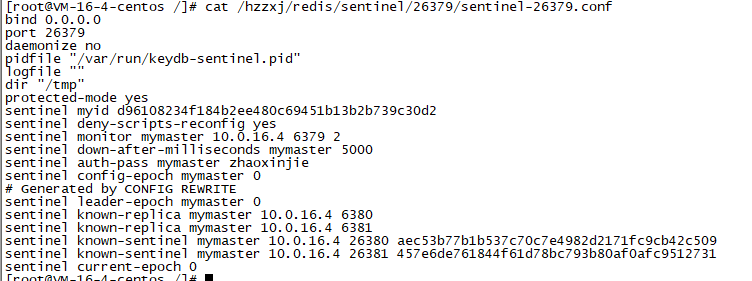 [root@VM-16-4-centos /]# cat /hzzxj/redis/sentinel/26379/sentinel-26379.conf
bind 0.0.0.0
port 26379
daemonize no
pidfile "/var/run/keydb-sentinel.pid"
logfile ""
dir "/tmp"
protected-mode yes
sentinel myid d96108234f184b2ee480c69451b13b2b739c30d2
sentinel deny-scripts-reconfig yes
sentinel monitor mymaster 10.0.16.4 6379 2
sentinel down-after-milliseconds mymaster 5000
sentinel auth-pass mymaster zhaoxinjie
sentinel config-epoch mymaster 0
# Generated by CONFIG REWRITE
sentinel leader-epoch mymaster 0
sentinel known-replica mymaster 10.0.16.4 6380
sentinel known-replica mymaster 10.0.16.4 6381
sentinel known-sentinel mymaster 10.0.16.4 26380 aec53b77b1b537c70c7e4982d2171fc9cb42c509
sentinel known-sentinel mymaster 10.0.16.4 26381 457e6de761844f61d78bc793b80af0afc9512731
sentinel current-epoch 0
[root@VM-16-4-centos /]#